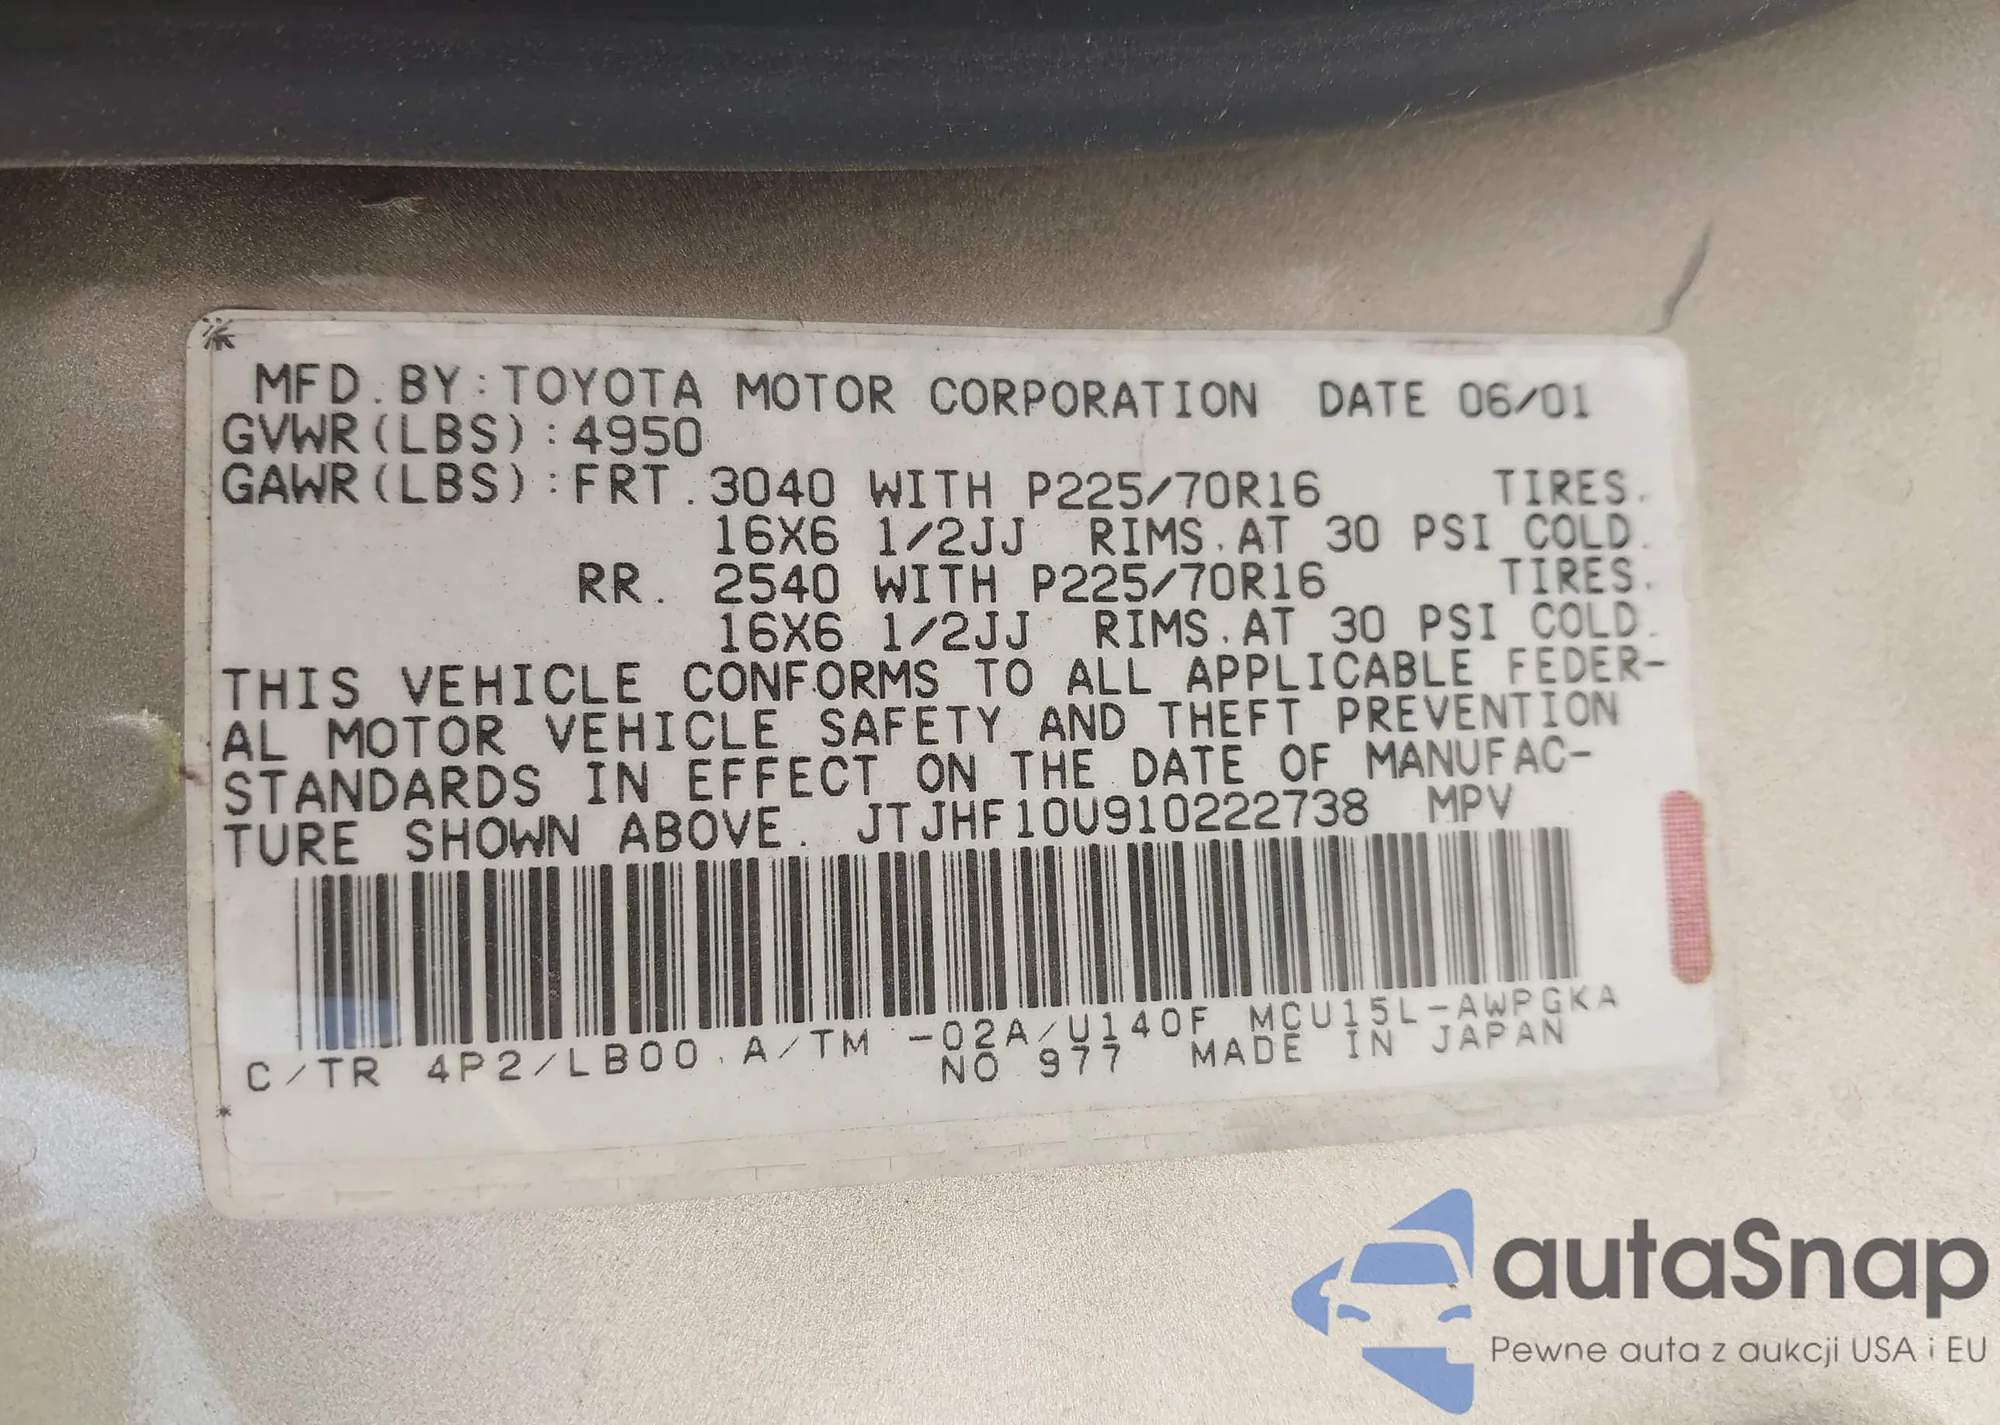 MFD.BY:TOYOTA MOTOR CORPORATION DATE 06/01
GVWR(LBS):4950
GAWR(LBS):FRT.3040 WITH P225/70R16 TIRES.
16X6 1/2JJ RIMS.AT 30 PSI COLD.
RR. 2540 WITH P225/70R16 TIRES.
16X6 1/2JJ RIMS.AT 30 PSI COLD.
THIS VEHICLE CONFORMS TO ALL APPLICABLE FEDER-
AL MOTOR VEHICLE SAFETY AND THEFT PREVENTION
STANDARDS IN EFFECT ON THE DATE OF MANUFAC-
TURE SHOWN ABOVE. JTJHF10U910222738 MPV
C/TR 4P2/LB00.A/TM -02A/U140F MCU15L-AWPGKA
NO 977 MADE IN JAPAN
autaSnap
Pewne auta z aukcji USA i EU